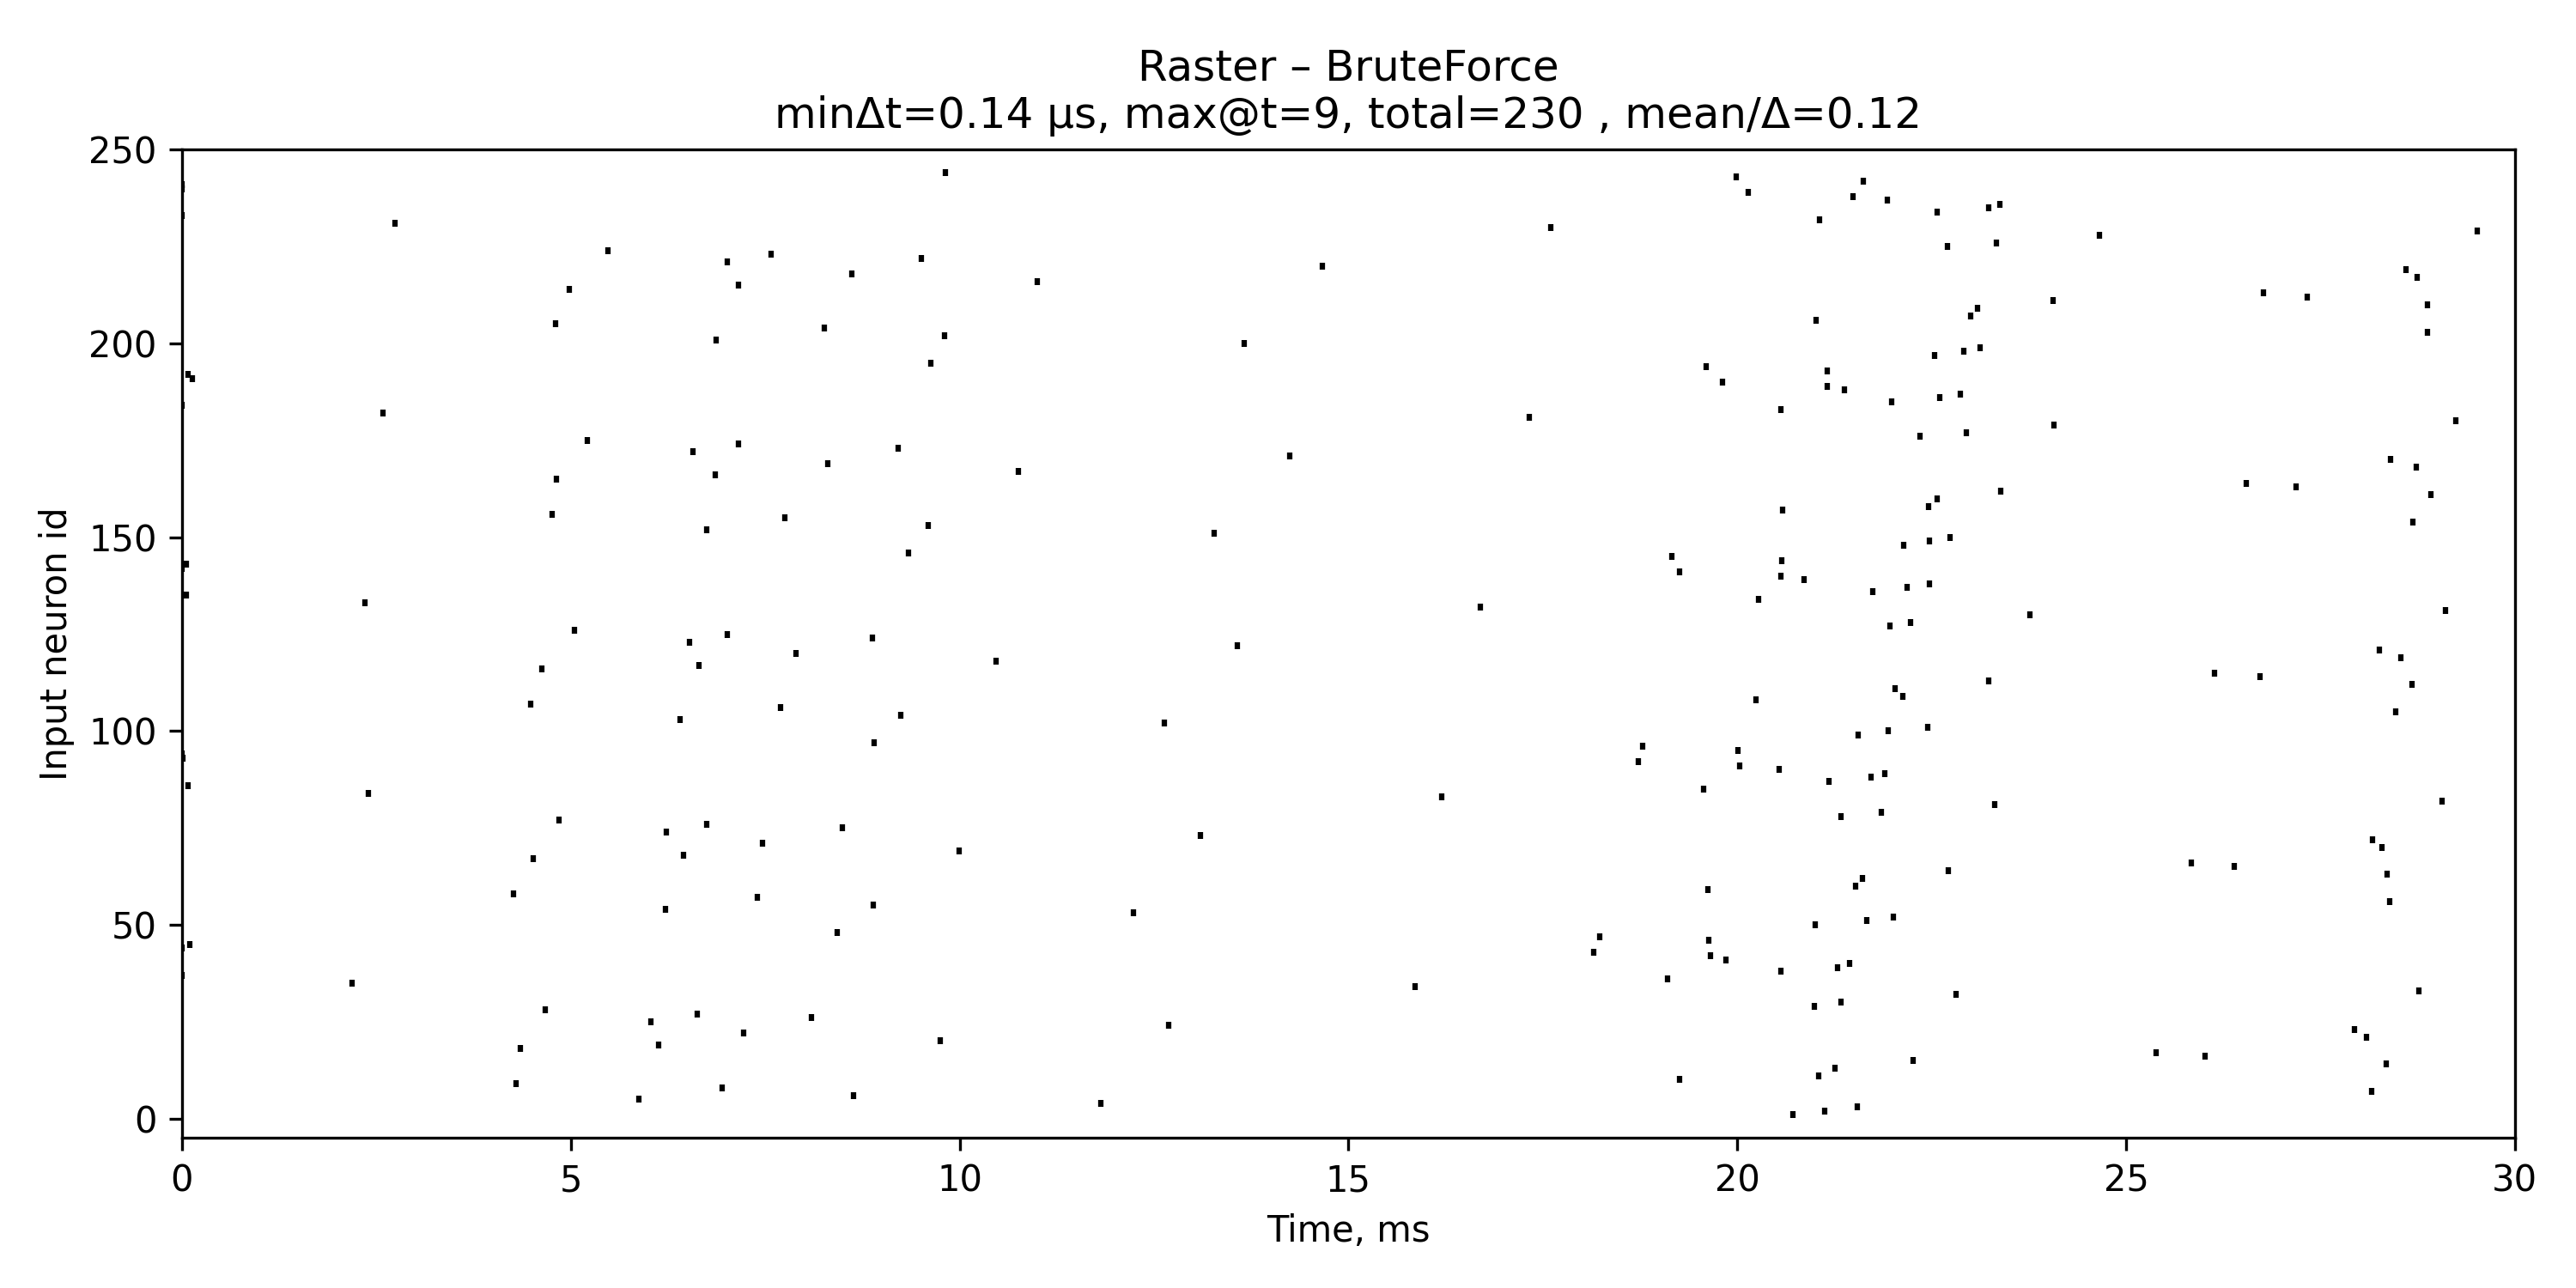 Raster – BruteForce
minΔt=0.14 μs, max@t=9, total=230 , mean/Δ=0.12
250
200
150
100
50
0
Input neuron id
0 5 10 15 20 25 30
Time, ms